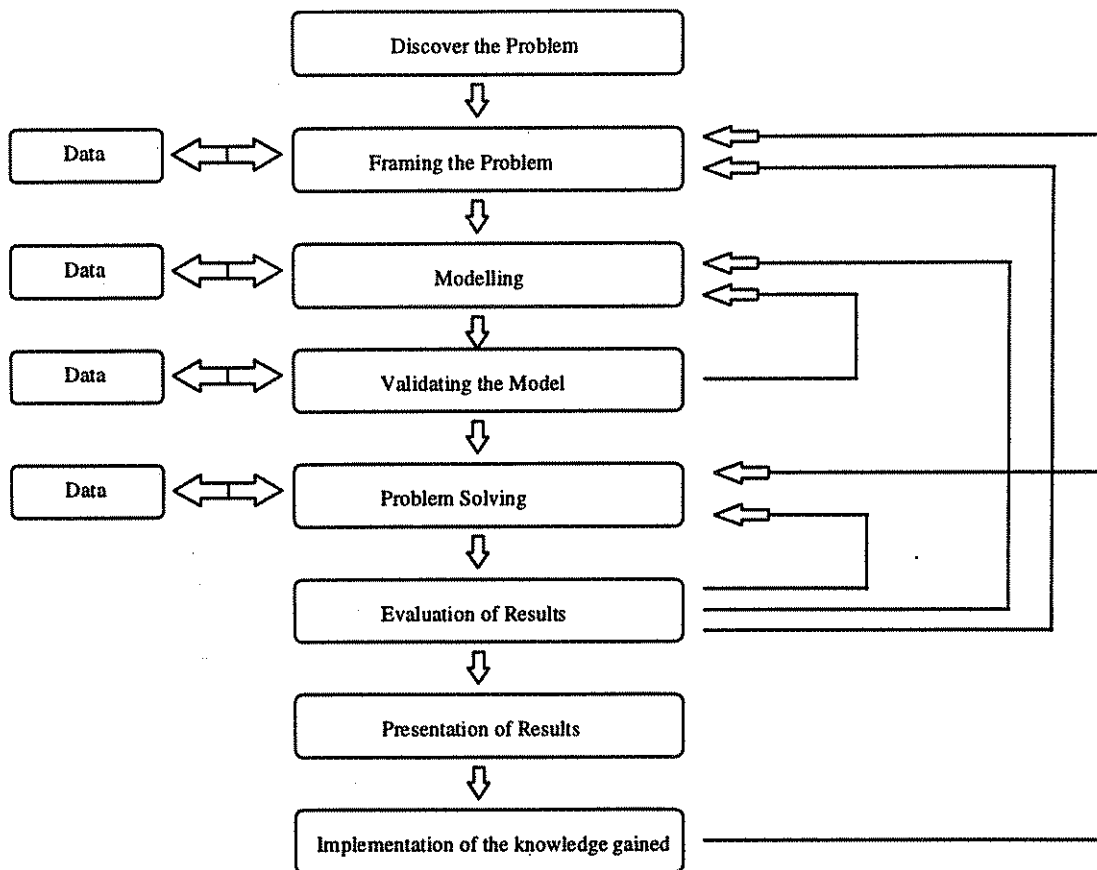 Discover the Problem
Data
Framing the Problem
Data
Modelling
Data
Validating the Model
Data
Problem Solving
Evaluation of Results
Presentation of Results
Implementation of the knowledge gained